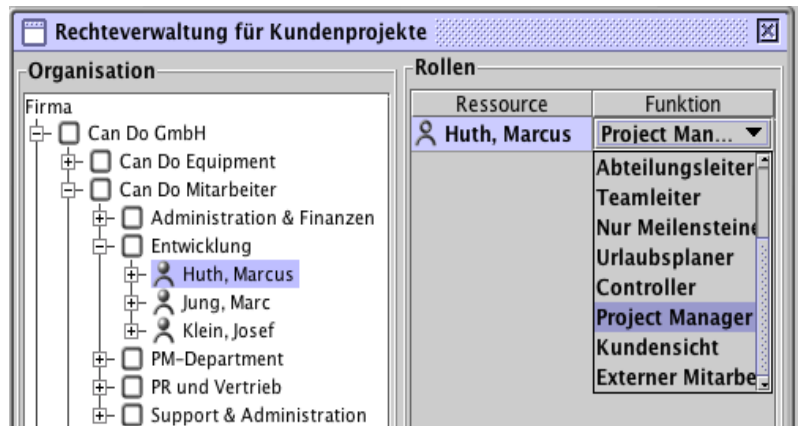 Rechteverwaltung für Kundenprojekte
Organisation
Firma
Can Do GmbH
Can Do Equipment
Can Do Mitarbeiter
Administration & Finanzen
Entwicklung
Huth, Marcus
Jung, Marc
Klein, Josef
PM-Department
PR und Vertrieb
Support & Administration
Rollen
Ressource Funktion
Huth, Marcus Project Man...
Abteilungsleiter
Teamleiter
Nur Meilensteine
Urlaubsplaner
Controller
Project Manager
Kundensicht
Externer Mitarbe